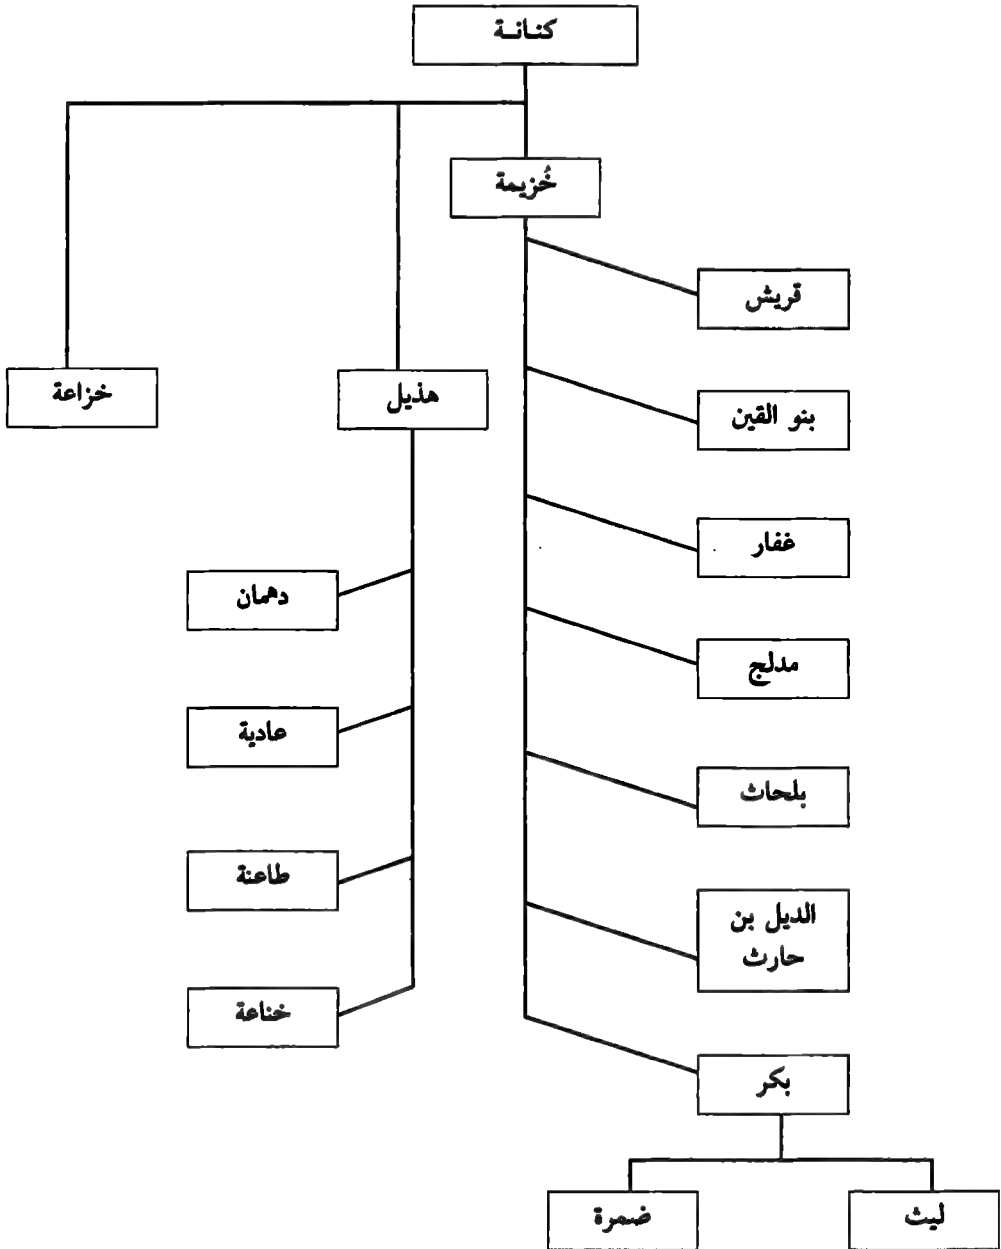 كنانة
خُزيمة
قريش
خزاعة
هذيل
بنو القين
غفار
دهمان
مدلج
عادية
بلحاث
طاعنة
الديل بن
حارث
خناعة
بكر
ليث
ضمرة